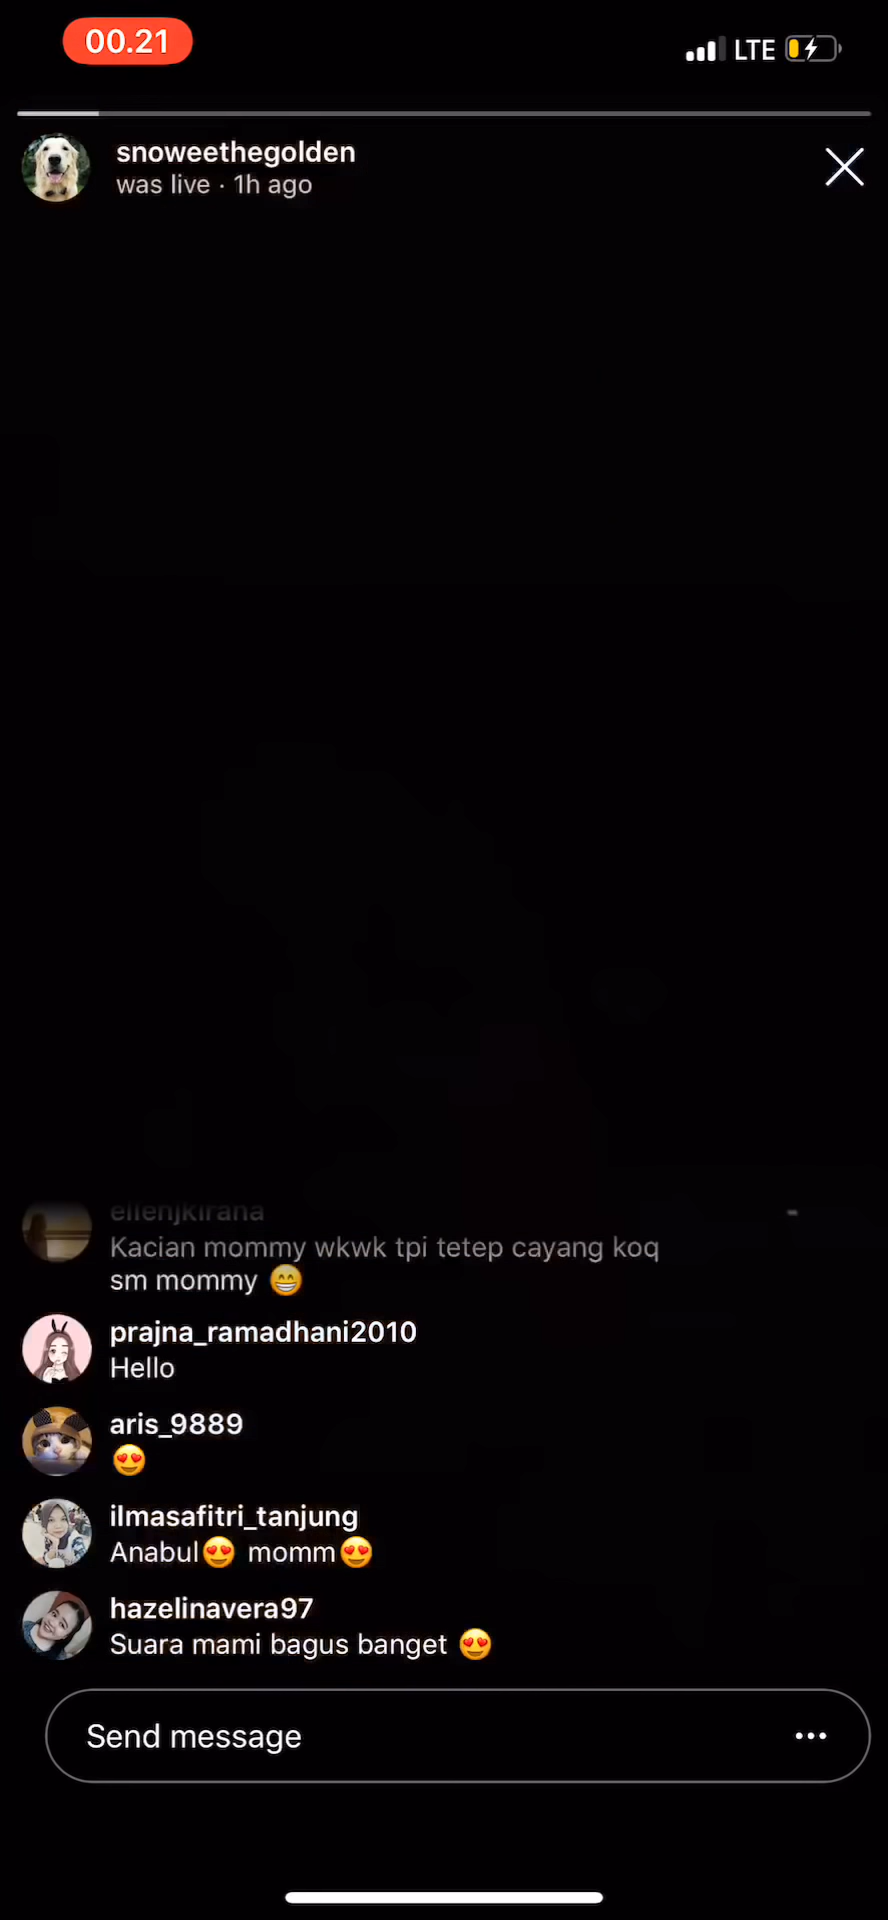 00.21
LTE
snoweethegolden
was live · 1h ago
ellenjkirana
Kacian mommy wkwk tpi tetep cayang koq
sm mommy 😁
prajna_ramadhani2010
Hello
aris_9889
😍
ilmasafitri_tanjung
Anabul😍 momm😍
hazelinavera97
Suara mami bagus banget 😍
Send message